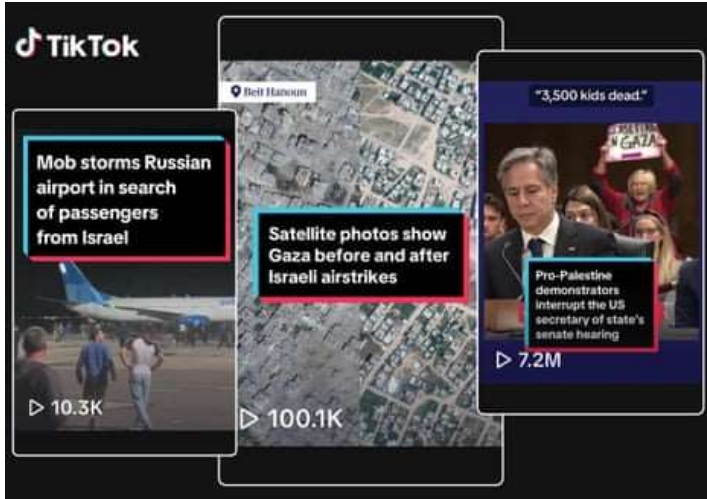 TikTok
Mob storms Russian
airport in search
of passengers
from Israel
10.3K
Beit Hanoun
Satellite photos show
Gaza before and after
Israeli airstrikes
100.1K
"3,500 kids dead."
N GAZA
Pro-Palestine
demonstrators
interrupt the US
secretary of state's
senate hearing
7.2M